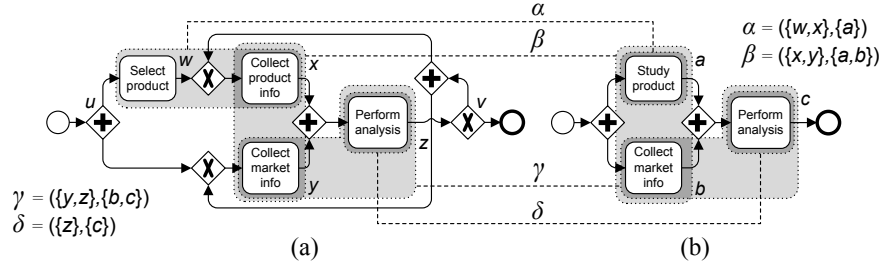 α
β
α = ({w,x},{a})
β = ({x,y},{a,b})
Select
product
w
Collect
product
info
x
u
v
Perform
analysis
z
Collect
market
info
y
Study
product
a
Perform
analysis
c
Collect
market
info
b
γ
δ
γ = ({y,z},{b,c})
δ = ({z},{c})
(a)
(b)